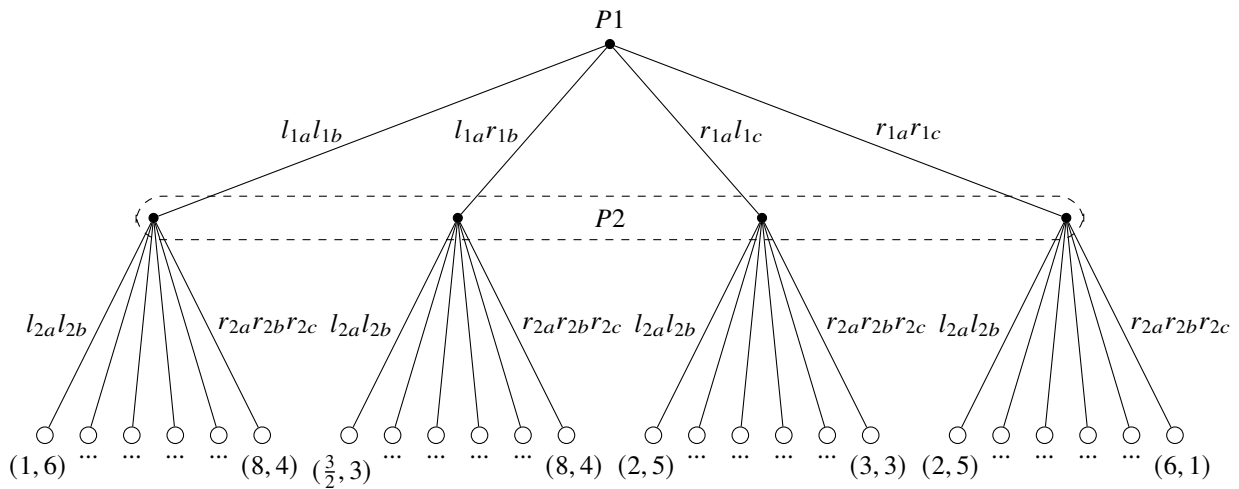 P1
l₁ₐl₁b l₁ₐr₁b r₁ₐl₁c r₁ₐr₁c
P2
l₂ₐl₂b r₂ₐr₂br₂c l₂ₐl₂b r₂ₐr₂br₂c l₂ₐl₂b r₂ₐr₂br₂c l₂ₐl₂b r₂ₐr₂br₂c
(1, 6) ... ... ... ... (8, 4) (3/2, 3) ... ... ... ... (8, 4) (2, 5) ... ... ... ... (3, 3) (2, 5) ... ... ... ... (6, 1)